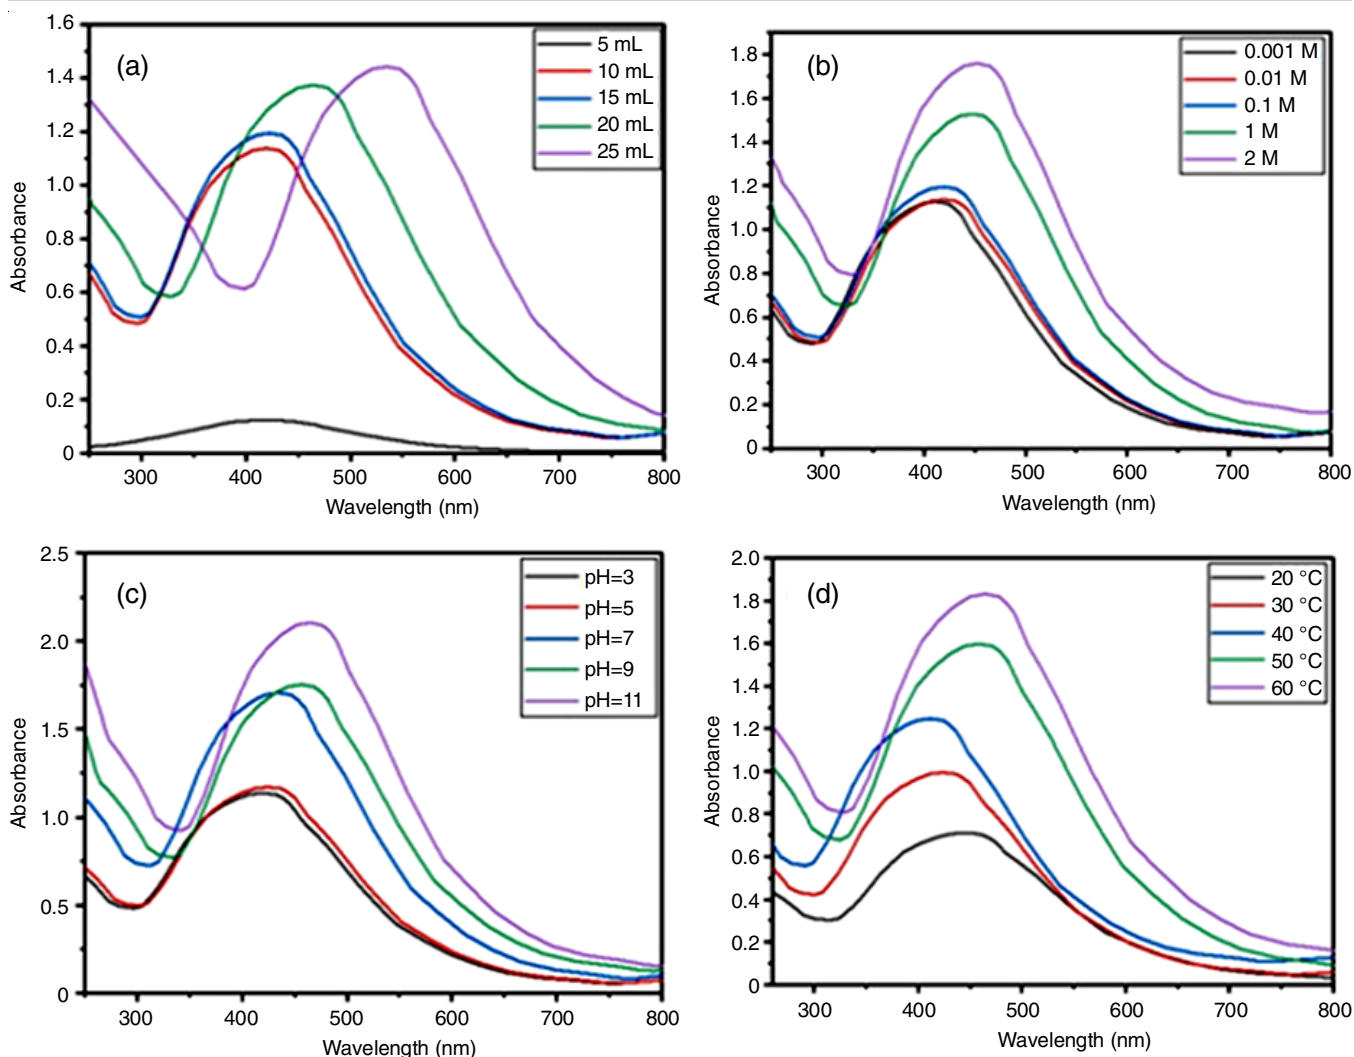 (a)
5 mL
10 mL
15 mL
20 mL
25 mL
1.6
1.4
1.2
1.0
0.8
0.6
0.4
0.2
0
Absorbance
300 400 500 600 700 800
Wavelength (nm)
(b)
0.001 M
0.01 M
0.1 M
1 M
2 M
1.8
1.6
1.4
1.2
1.0
0.8
0.6
0.4
0.2
0
Absorbance
300 400 500 600 700 800
Wavelength (nm)
(c)
pH=3
pH=5
pH=7
pH=9
pH=11
2.5
2.0
1.5
1.0
0.5
0
Absorbance
300 400 500 600 700 800
Wavelength (nm)
(d)
20 °C
30 °C
40 °C
50 °C
60 °C
2.0
1.8
1.6
1.4
1.2
1.0
0.8
0.6
0.4
0.2
0
Absorbance
300 400 500 600 700 800
Wavelength (nm)